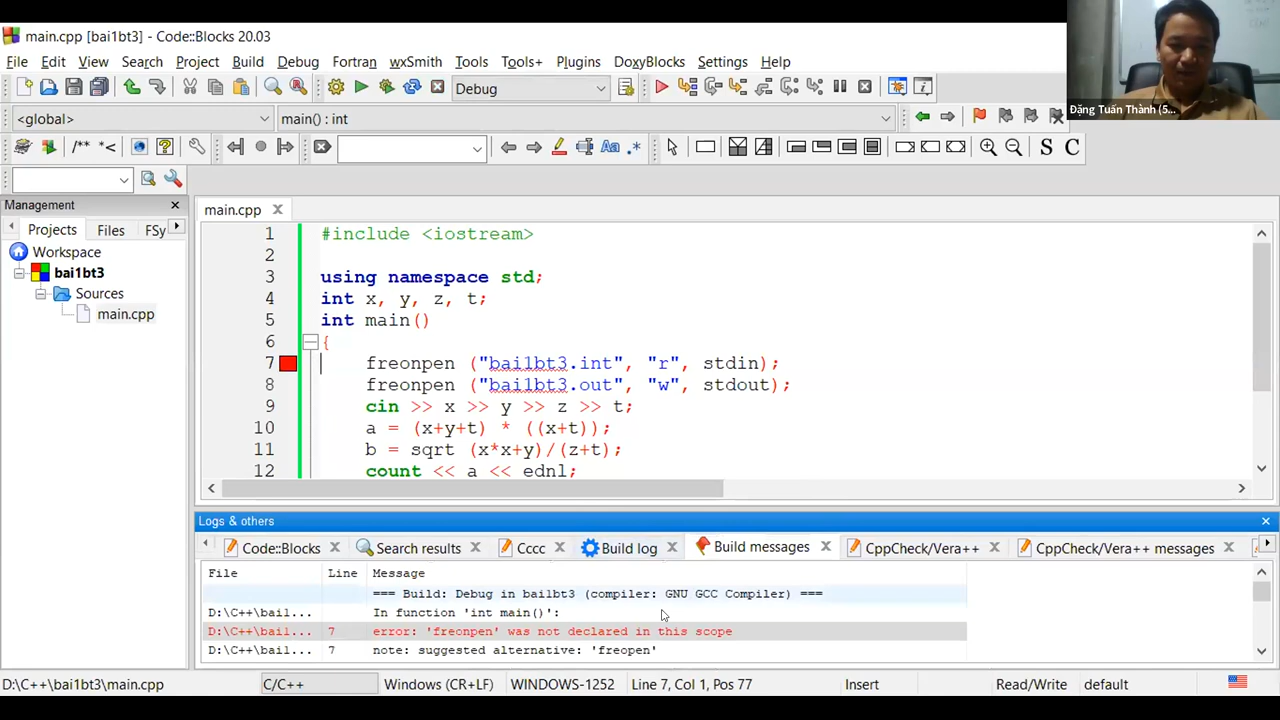 main.cpp [bai1bt3] - Code::Blocks 20.03
File Edit View Search Project Build Debug Fortran wxSmith Tools Tools+ Plugins DoxyBlocks Settings Help
Đặng Tuấn Thành (5...
Debug
<global>
main() : int
/** *<
Aa .*
S C
Management
Projects Files FSy
Workspace
bai1bt3
Sources
main.cpp
main.cpp
1 #include <iostream>
2
3 using namespace std;
4 int x, y, z, t;
5 int main()
6 {
7 freonpen ("bai1bt3.int", "r", stdin);
8 freonpen ("bai1bt3.out", "w", stdout);
9 cin >> x >> y >> z >> t;
10 a = (x+y+t) * ((x+t));
11 b = sqrt (x*x+y)/(z+t);
12 count << a << ednl;
Logs & others
Code::Blocks Search results Cccc Build log Build messages CppCheck/Vera++ CppCheck/Vera++ messages
File Line Message
=== Build: Debug in bai1bt3 (compiler: GNU GCC Compiler) ===
D:\C++\bai1... In function 'int main()':
D:\C++\bai1... 7 error: 'freonpen' was not declared in this scope
D:\C++\bai1... 7 note: suggested alternative: 'freopen'
D:\C++\bai1bt3\main.cpp C/C++ Windows (CR+LF) WINDOWS-1252 Line 7, Col 1, Pos 77 Insert Read/Write default